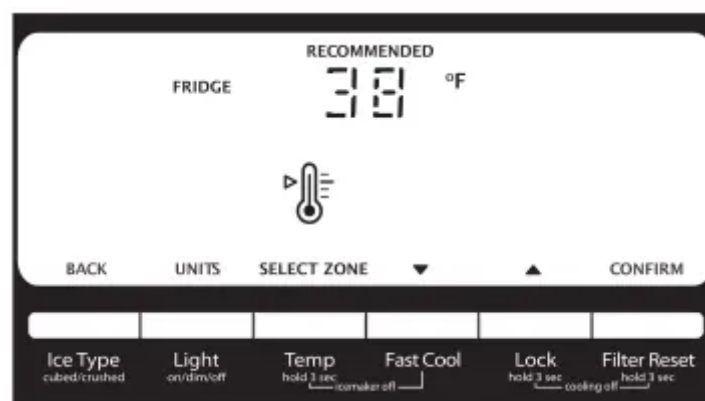 RECOMMENDED
FRIDGE 38 °F
BACK UNITS SELECT ZONE ▼ ▲ CONFIRM
Ice Type Light Temp Fast Cool Lock Filter Reset
cubed/crushed on/dim/off hold 3 sec hold 3 sec hold 3 sec
icemaker off cooling off